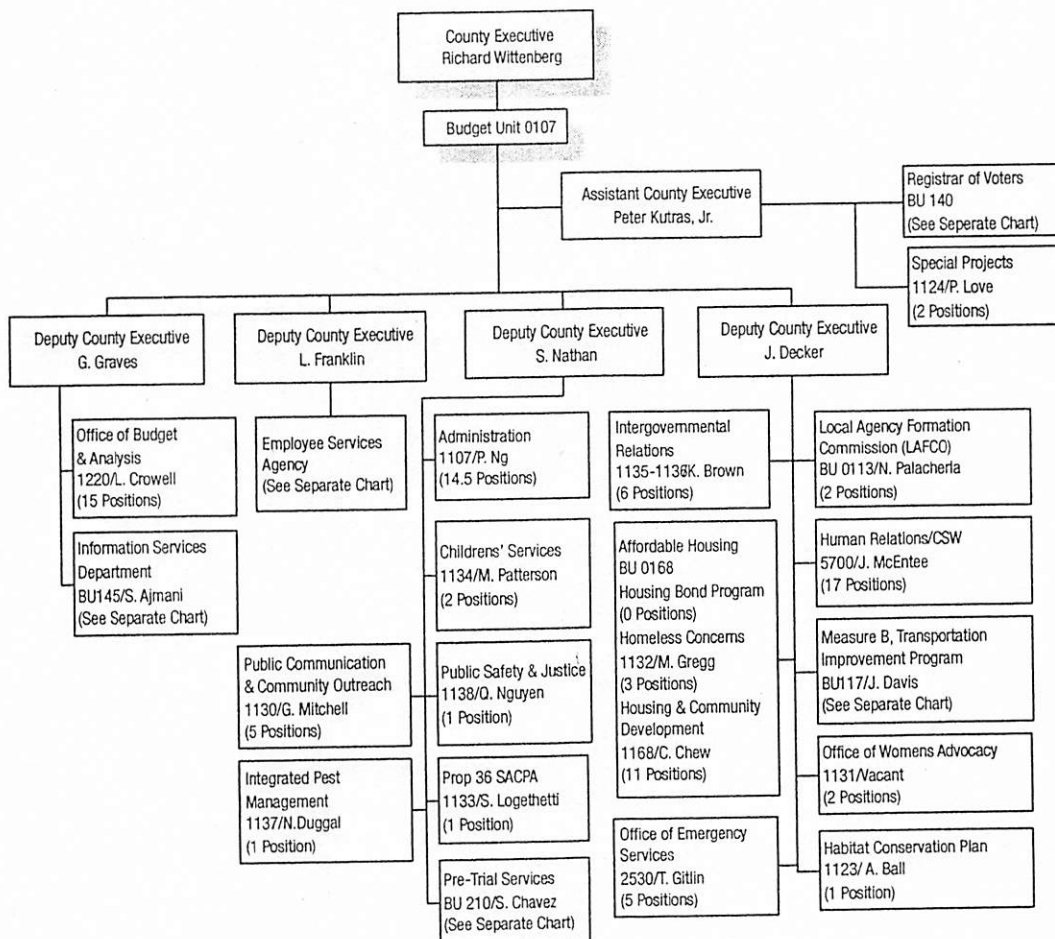 County Executive
Richard Wittenberg
Budget Unit 0107
Assistant County Executive
Peter Kutras, Jr.
Registrar of Voters
BU 140
(See Seperate Chart)
Special Projects
1124/P. Love
(2 Positions)
Deputy County Executive
G. Graves
Deputy County Executive
L. Franklin
Deputy County Executive
S. Nathan
Deputy County Executive
J. Decker
Office of Budget
& Analysis
1220/L. Crowell
(15 Positions)
Information Services
Department
BU145/S. Ajmani
(See Separate Chart)
Employee Services
Agency
(See Separate Chart)
Administration
1107/P. Ng
(14.5 Positions)
Childrens' Services
1134/M. Patterson
(2 Positions)
Public Communication
& Community Outreach
1130/G. Mitchell
(5 Positions)
Public Safety & Justice
1138/Q. Nguyen
(1 Position)
Integrated Pest
Management
1137/N.Duggal
(1 Position)
Prop 36 SACPA
1133/S. Logethetti
(1 Position)
Pre-Trial Services
BU 210/S. Chavez
(See Separate Chart)
Intergovernmental
Relations
1135-1136K. Brown
(6 Positions)
Affordable Housing
BU 0168
Housing Bond Program
(0 Positions)
Homeless Concerns
1132/M. Gregg
(3 Positions)
Housing & Community
Development
1168/C. Chew
(11 Positions)
Office of Emergency
Services
2530/T. Gitlin
(5 Positions)
Local Agency Formation
Commission (LAFCO)
BU 0113/N. Palacherla
(2 Positions)
Human Relations/CSW
5700/J. McEntee
(17 Positions)
Measure B, Transportation
Improvement Program
BU117/J. Davis
(See Separate Chart)
Office of Womens Advocacy
1131/Vacant
(2 Positions)
Habitat Conservation Plan
1123/ A. Ball
(1 Position)